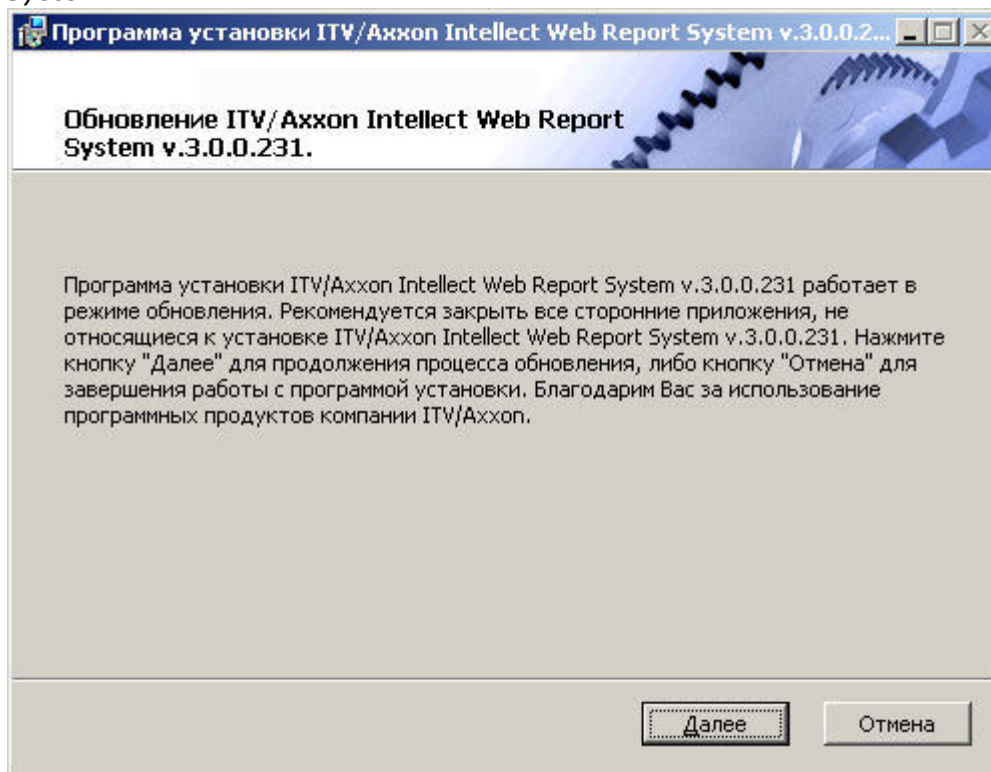 Программа установки ITV/Axxon Intellect Web Report System v.3.0.0.2...
Обновление ITV/Axxon Intellect Web Report
System v.3.0.0.231.
Программа установки ITV/Axxon Intellect Web Report System v.3.0.0.231 работает в
режиме обновления. Рекомендуется закрыть все сторонние приложения, не
относящиеся к установке ITV/Axxon Intellect Web Report System v.3.0.0.231. Нажмите
кнопку "Далее" для продолжения процесса обновления, либо кнопку "Отмена" для
завершения работы с программой установки. Благодарим Вас за использование
программных продуктов компании ITV/Axxon.
Далее
Отмена